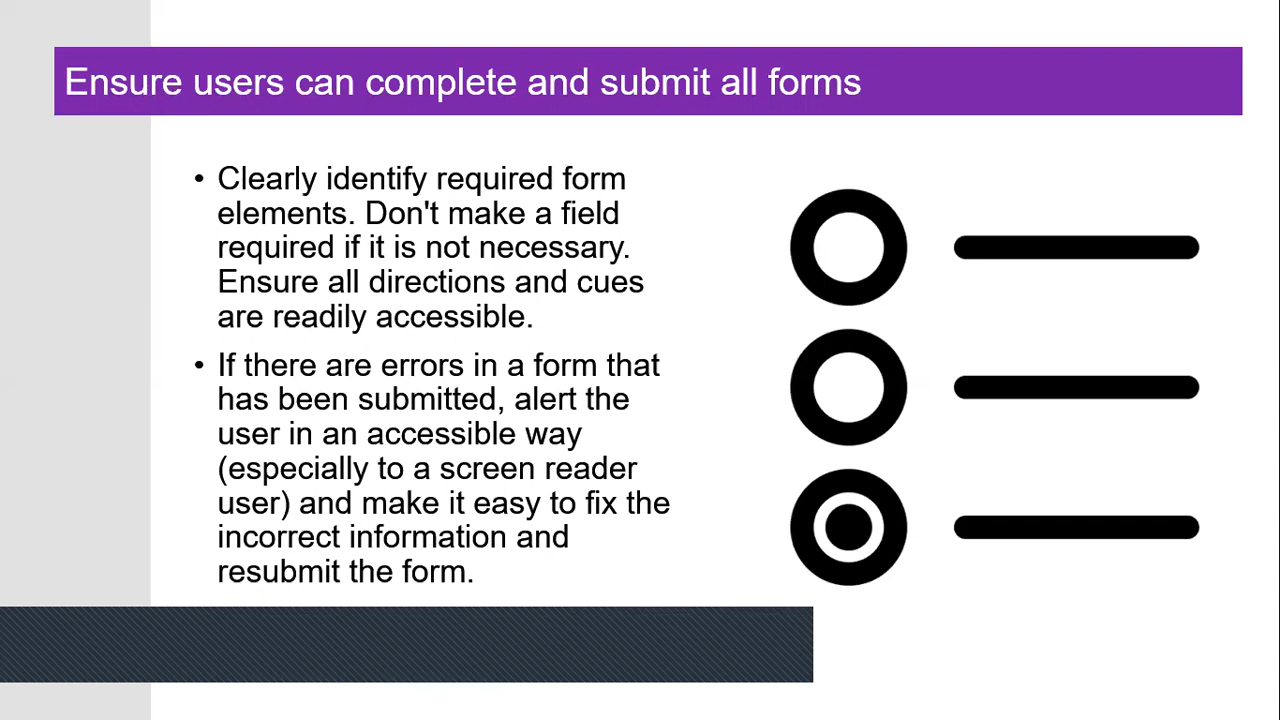 Ensure users can complete and submit all forms
• Clearly identify required form
elements. Don't make a field
required if it is not necessary.
Ensure all directions and cues
are readily accessible.
• If there are errors in a form that
has been submitted, alert the
user in an accessible way
(especially to a screen reader
user) and make it easy to fix the
incorrect information and
resubmit the form.